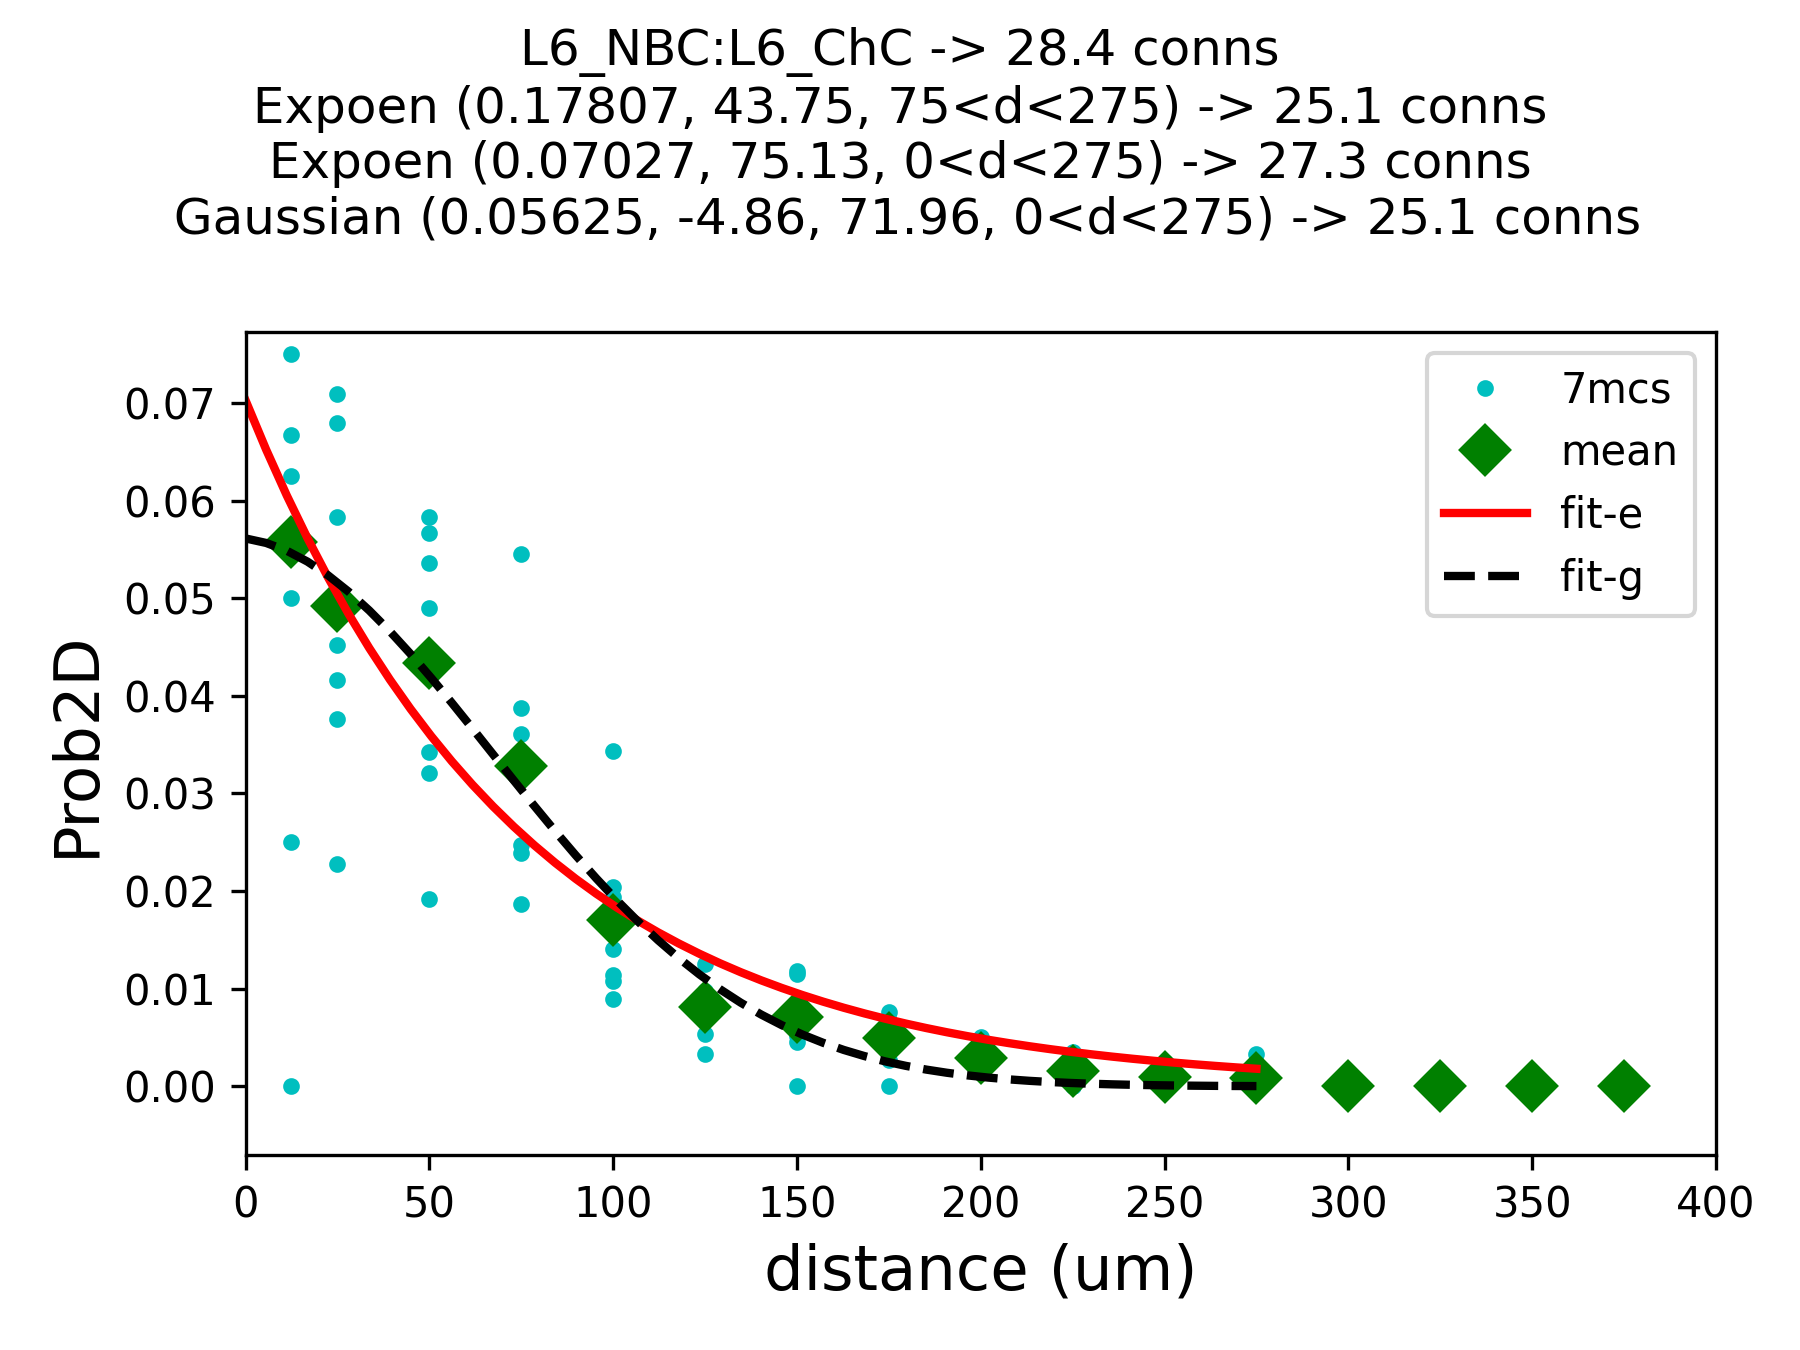 L6_NBC:L6_ChC -> 28.4 conns
Expoen (0.17807, 43.75, 75<d<275) -> 25.1 conns
Expoen (0.07027, 75.13, 0<d<275) -> 27.3 conns
Gaussian (0.05625, -4.86, 71.96, 0<d<275) -> 25.1 conns
7mcs
mean
fit-e
fit-g
Prob2D
0.07
0.06
0.05
0.04
0.03
0.02
0.01
0.00
0 50 100 150 200 250 300 350 400
distance (um)